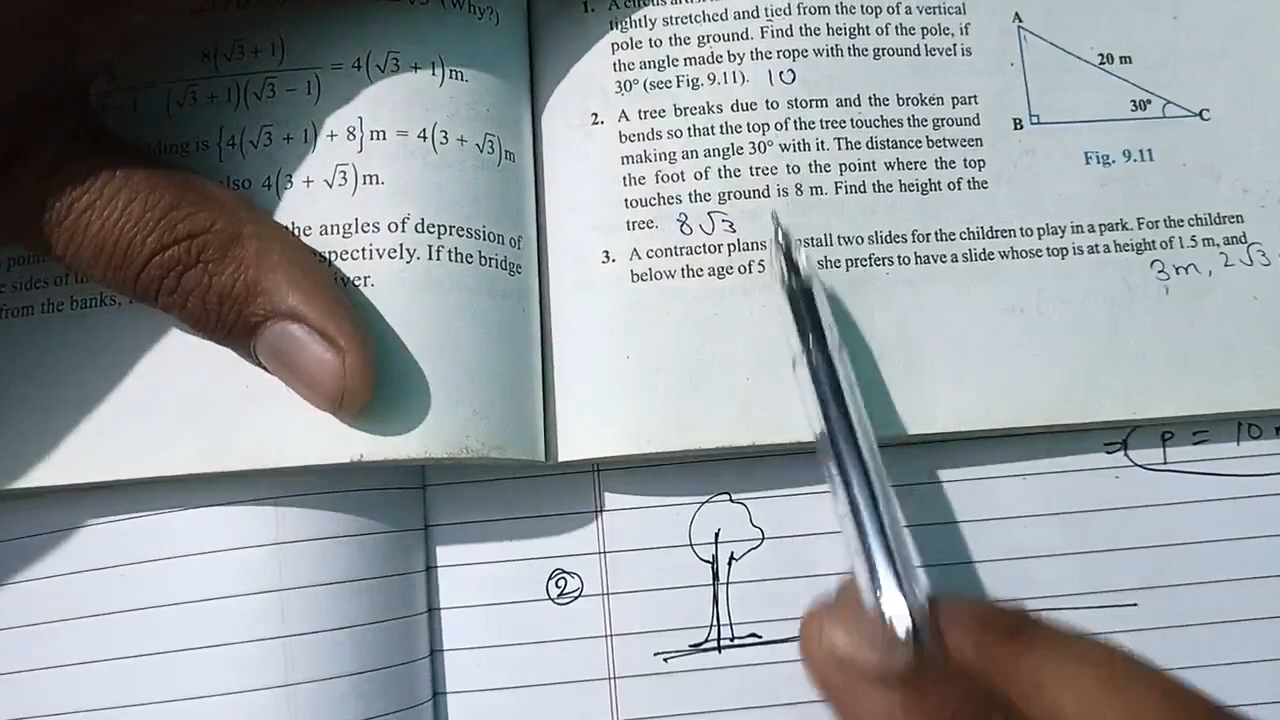 (Why?)
8(√3 + 1)
(√3 + 1)(√3 − 1)
= 4(√3 + 1)m.
is {4(√3 + 1) + 8}m = 4(3 + √3)m
4(3 + √3)m.
the angles of depression of
If the bridge
sides of
from the banks,
1.
tightly stretched and tied from the top of a vertical
pole to the ground. Find the height of the pole, if
the angle made by the rope with the ground level is
30° (see Fig. 9.11). 10
2. A tree breaks due to storm and the broken part
bends so that the top of the tree touches the ground
making an angle 30° with it. The distance between
the foot of the tree to the point where the top
touches the ground is 8 m. Find the height of the
tree. 8√3
3. A contractor plans two slides for the children to play in a park. For the children
below the age of 5 she prefers to have a slide whose top is at a height of 1.5 m, and
3m, 2√3
A
20 m
30°
B
C
Fig. 9.11
⇒ p = 10
②